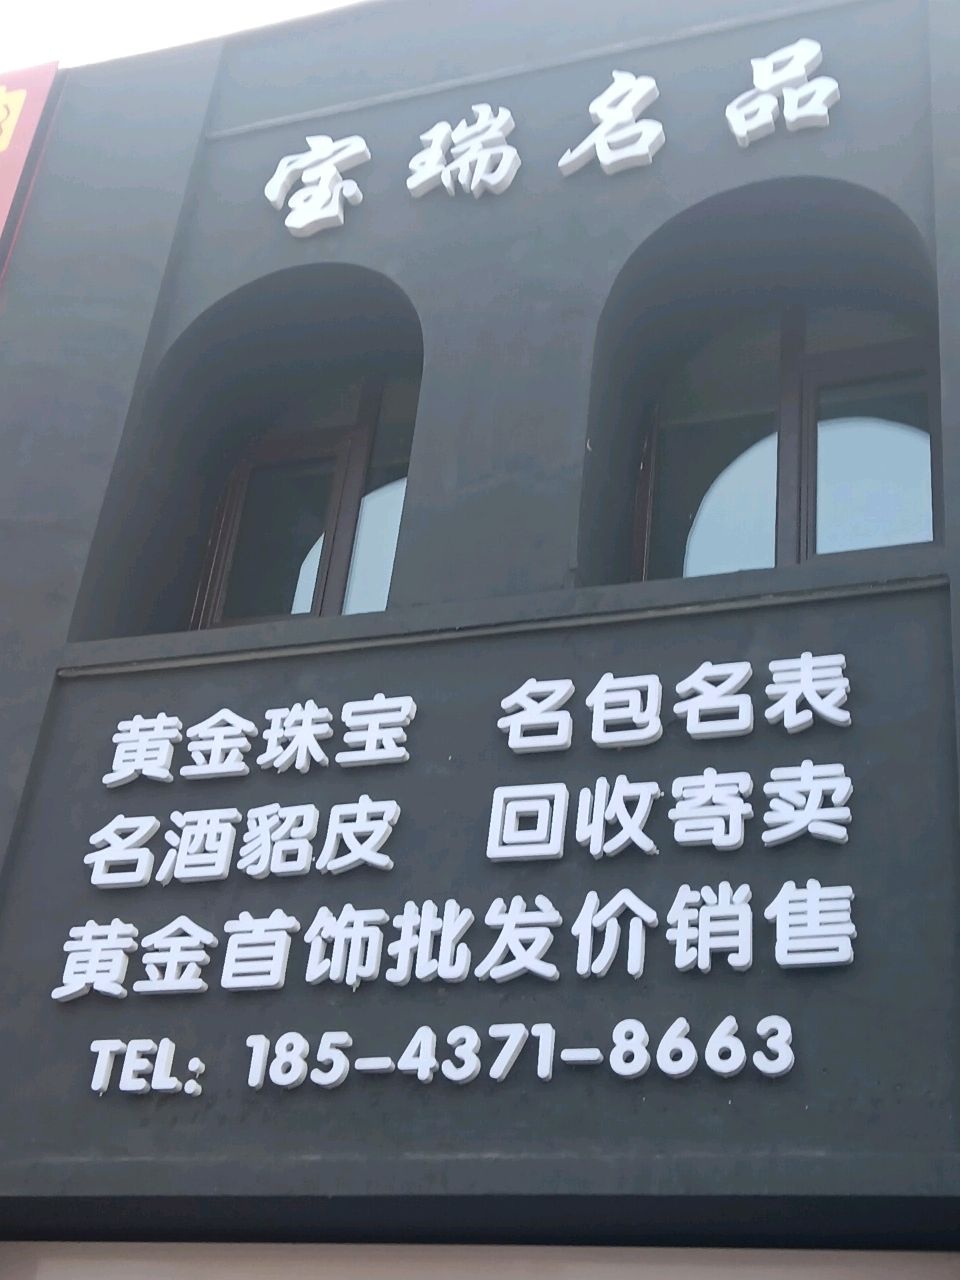 宝瑞名品
黄金珠宝 名包名表
名酒貂皮 回收寄卖
黄金首饰批发价销售
TEL: 185-4371-8663